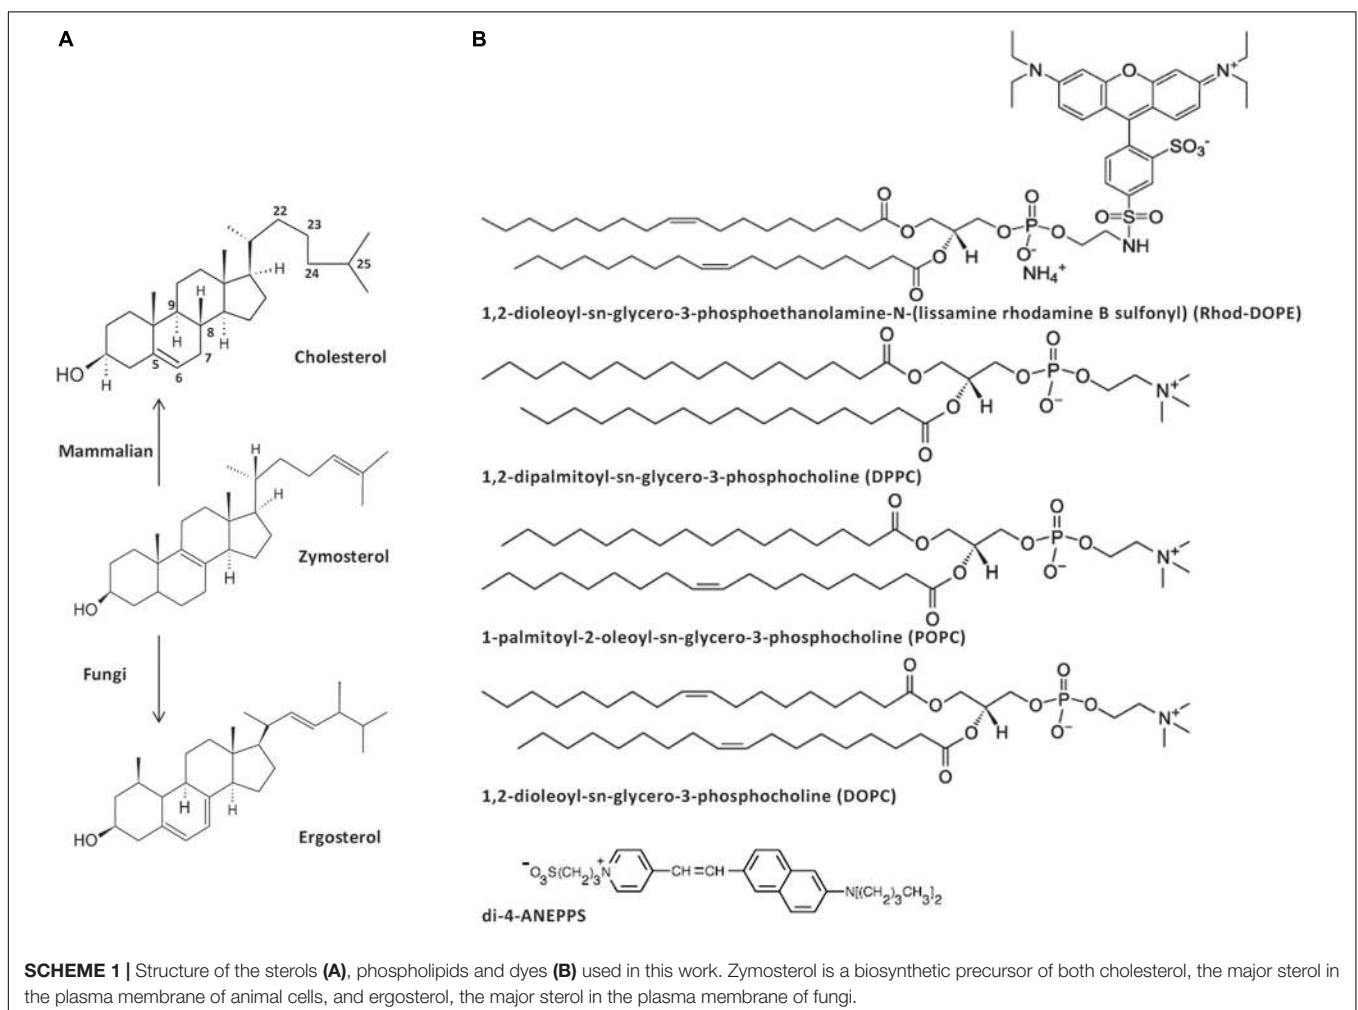 A
B
22
23
24
25
H
9
H
8
H
H
5
6
7
HO
H
Cholesterol
Mammalian
H
H
H
HO
Zymosterol
Fungi
H
H
HO
Ergosterol
N
O
N+
SO3-
O=S=O
NH
O
O
O
H
O
O
O
P
O-
O
NH4+
1,2-dioleoyl-sn-glycero-3-phosphoethanolamine-N-(lissamine rhodamine B sulfonyl) (Rhod-DOPE)
O
O
O
H
O
O
O
P
O-
O
N+
1,2-dipalmitoyl-sn-glycero-3-phosphocholine (DPPC)
O
O
O
H
O
O
O
P
O-
O
N+
1-palmitoyl-2-oleoyl-sn-glycero-3-phosphocholine (POPC)
O
O
O
H
O
O
O
P
O-
O
N+
1,2-dioleoyl-sn-glycero-3-phosphocholine (DOPC)
-O3S(CH2)3N+ CH=CH N[(CH2)3CH3]2
di-4-ANEPPS
SCHEME 1 | Structure of the sterols (A), phospholipids and dyes (B) used in this work. Zymosterol is a biosynthetic precursor of both cholesterol, the major sterol in
the plasma membrane of animal cells, and ergosterol, the major sterol in the plasma membrane of fungi.